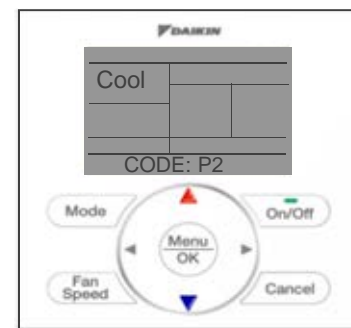 DAIKIN
Cool
CODE: P2
Mode
On/Off
Menu
OK
Fan
Speed
Cancel